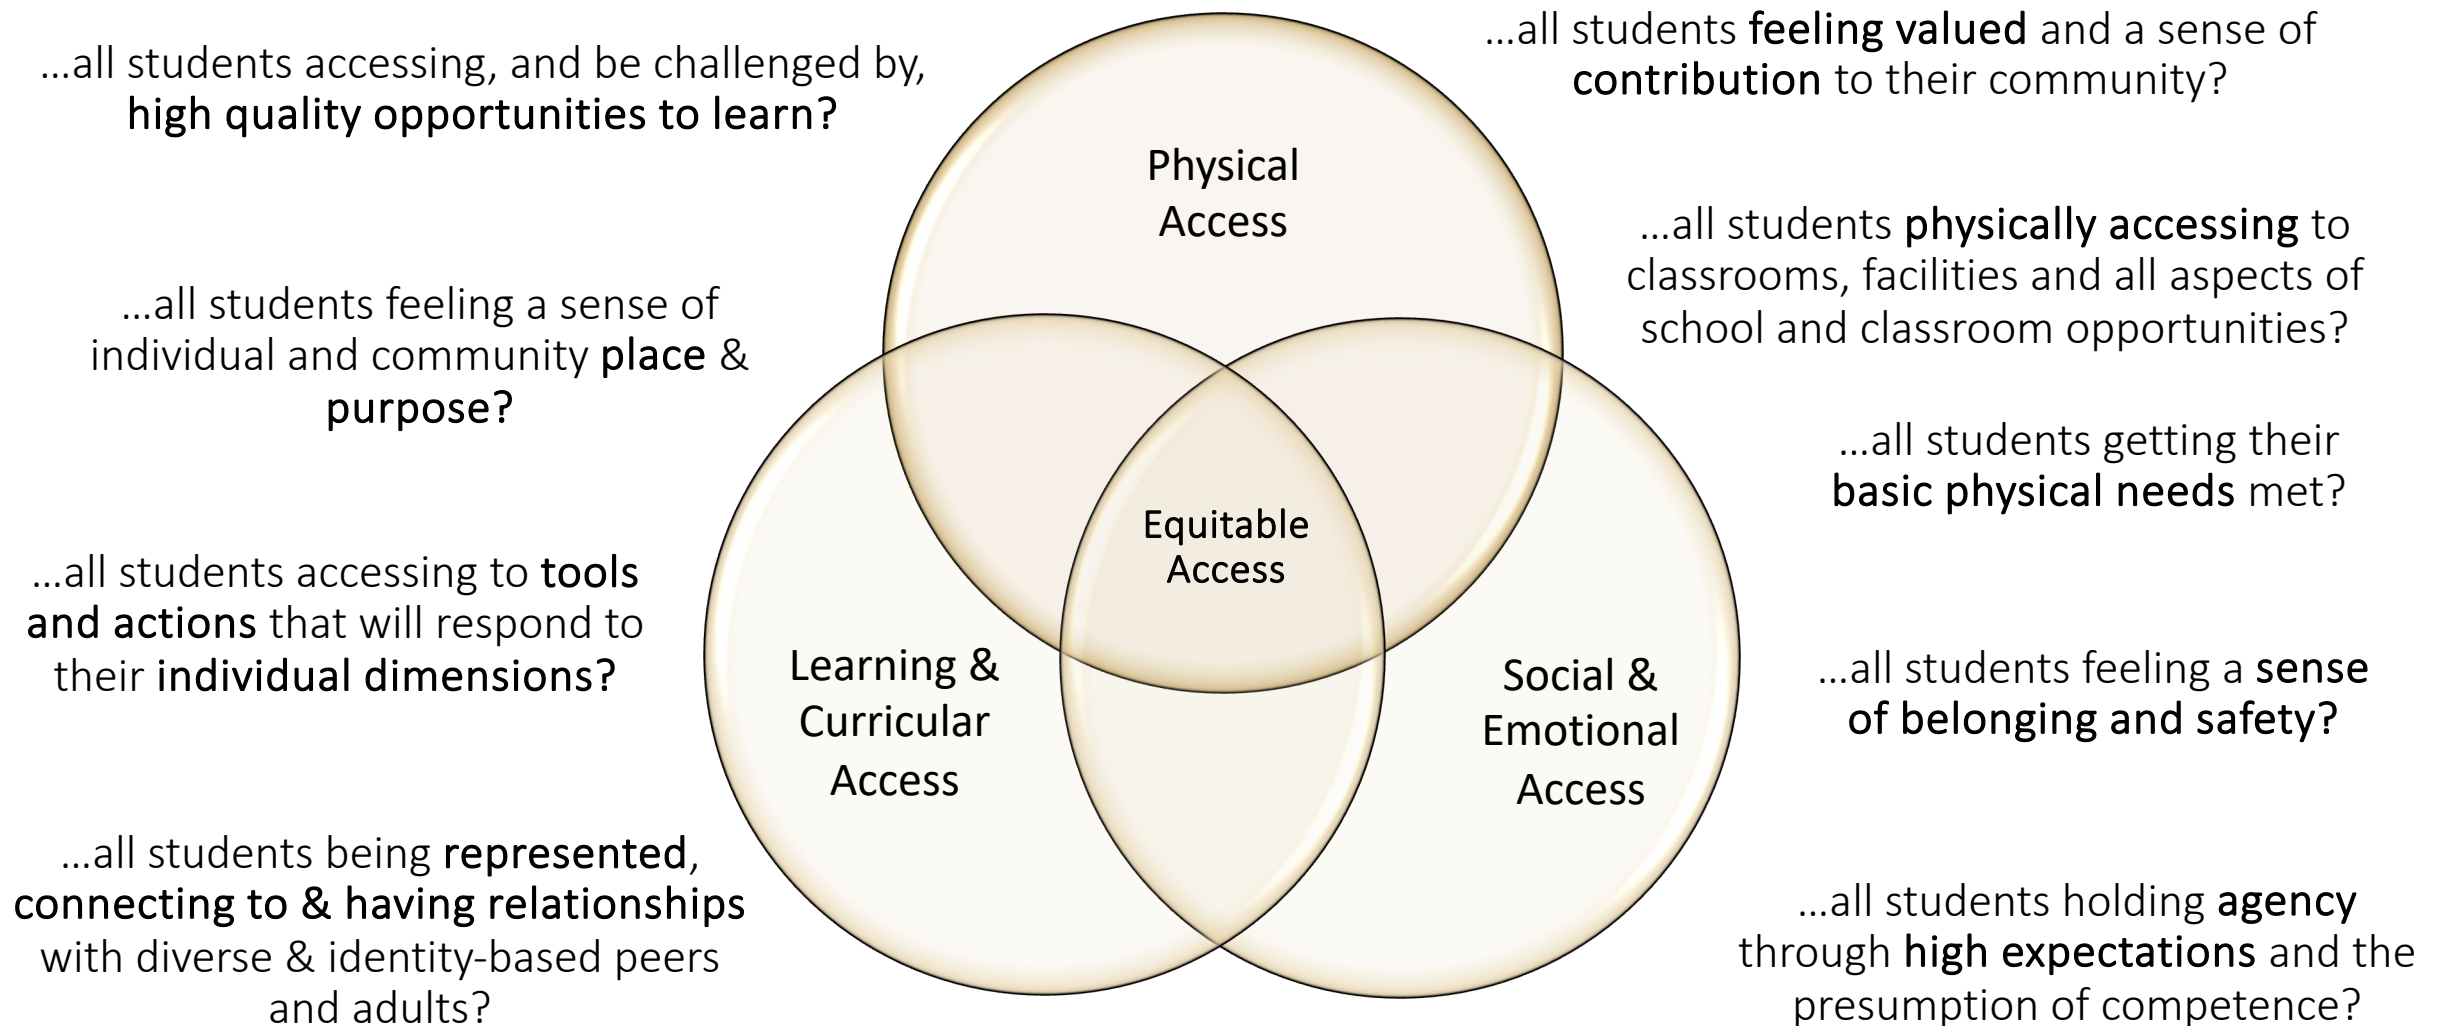 ...all students accessing, and be challenged by,
high quality opportunities to learn?
...all students feeling a sense of
individual and community place &
purpose?
...all students accessing to tools
and actions that will respond to
their individual dimensions?
...all students being represented,
connecting to & having relationships
with diverse & identity-based peers
and adults?
Physical
Access
Equitable
Access
Learning &
Curricular
Access
Social &
Emotional
Access
...all students feeling valued and a sense of
contribution to their community?
...all students physically accessing to
classrooms, facilities and all aspects of
school and classroom opportunities?
...all students getting their
basic physical needs met?
...all students feeling a sense
of belonging and safety?
...all students holding agency
through high expectations and the
presumption of competence?